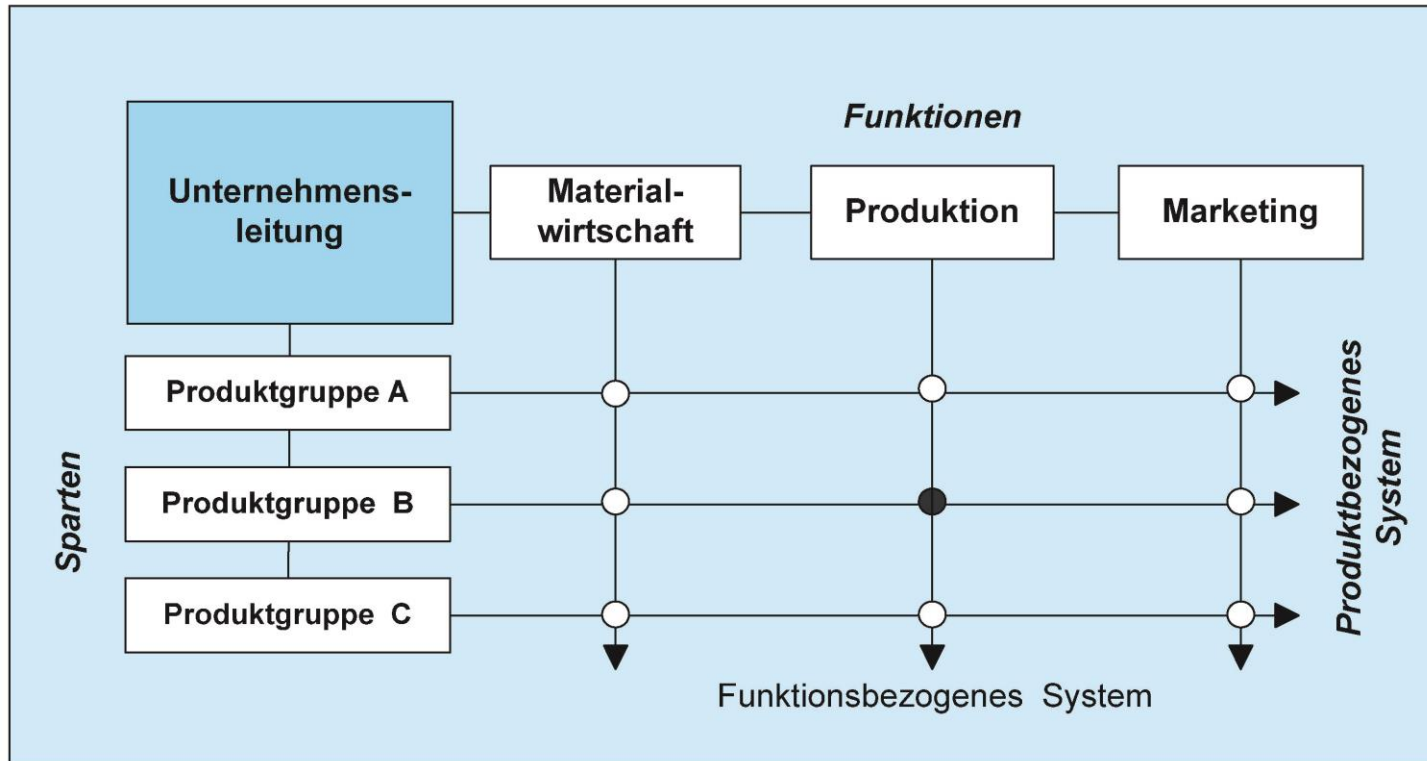 Funktionen
Unternehmens-
leitung
Material-
wirtschaft
Produktion
Marketing
Sparten
Produktgruppe A
Produktgruppe B
Produktgruppe C
Produktbezogenes
System
Funktionsbezogenes System